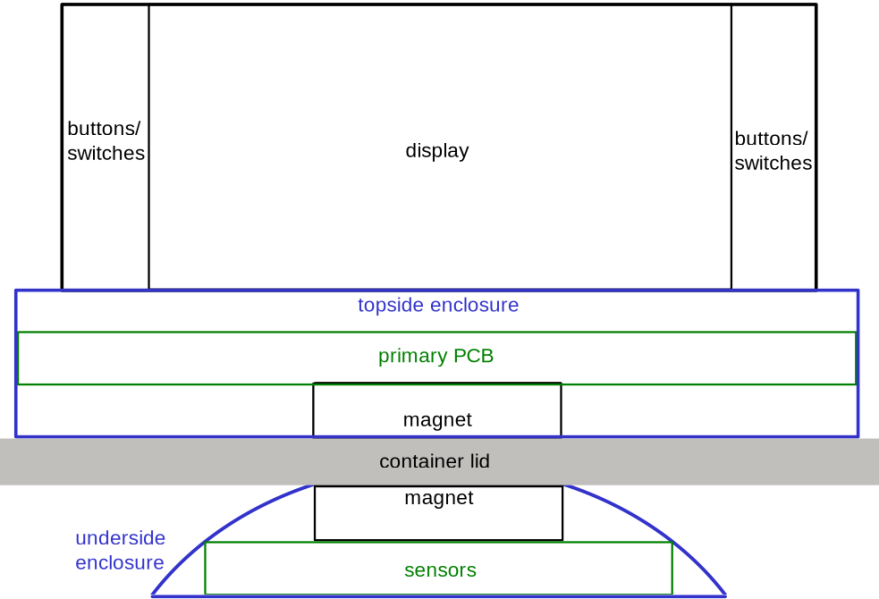 buttons/
switches
display
buttons/
switches
topside enclosure
primary PCB
magnet
container lid
magnet
underside
enclosure
sensors